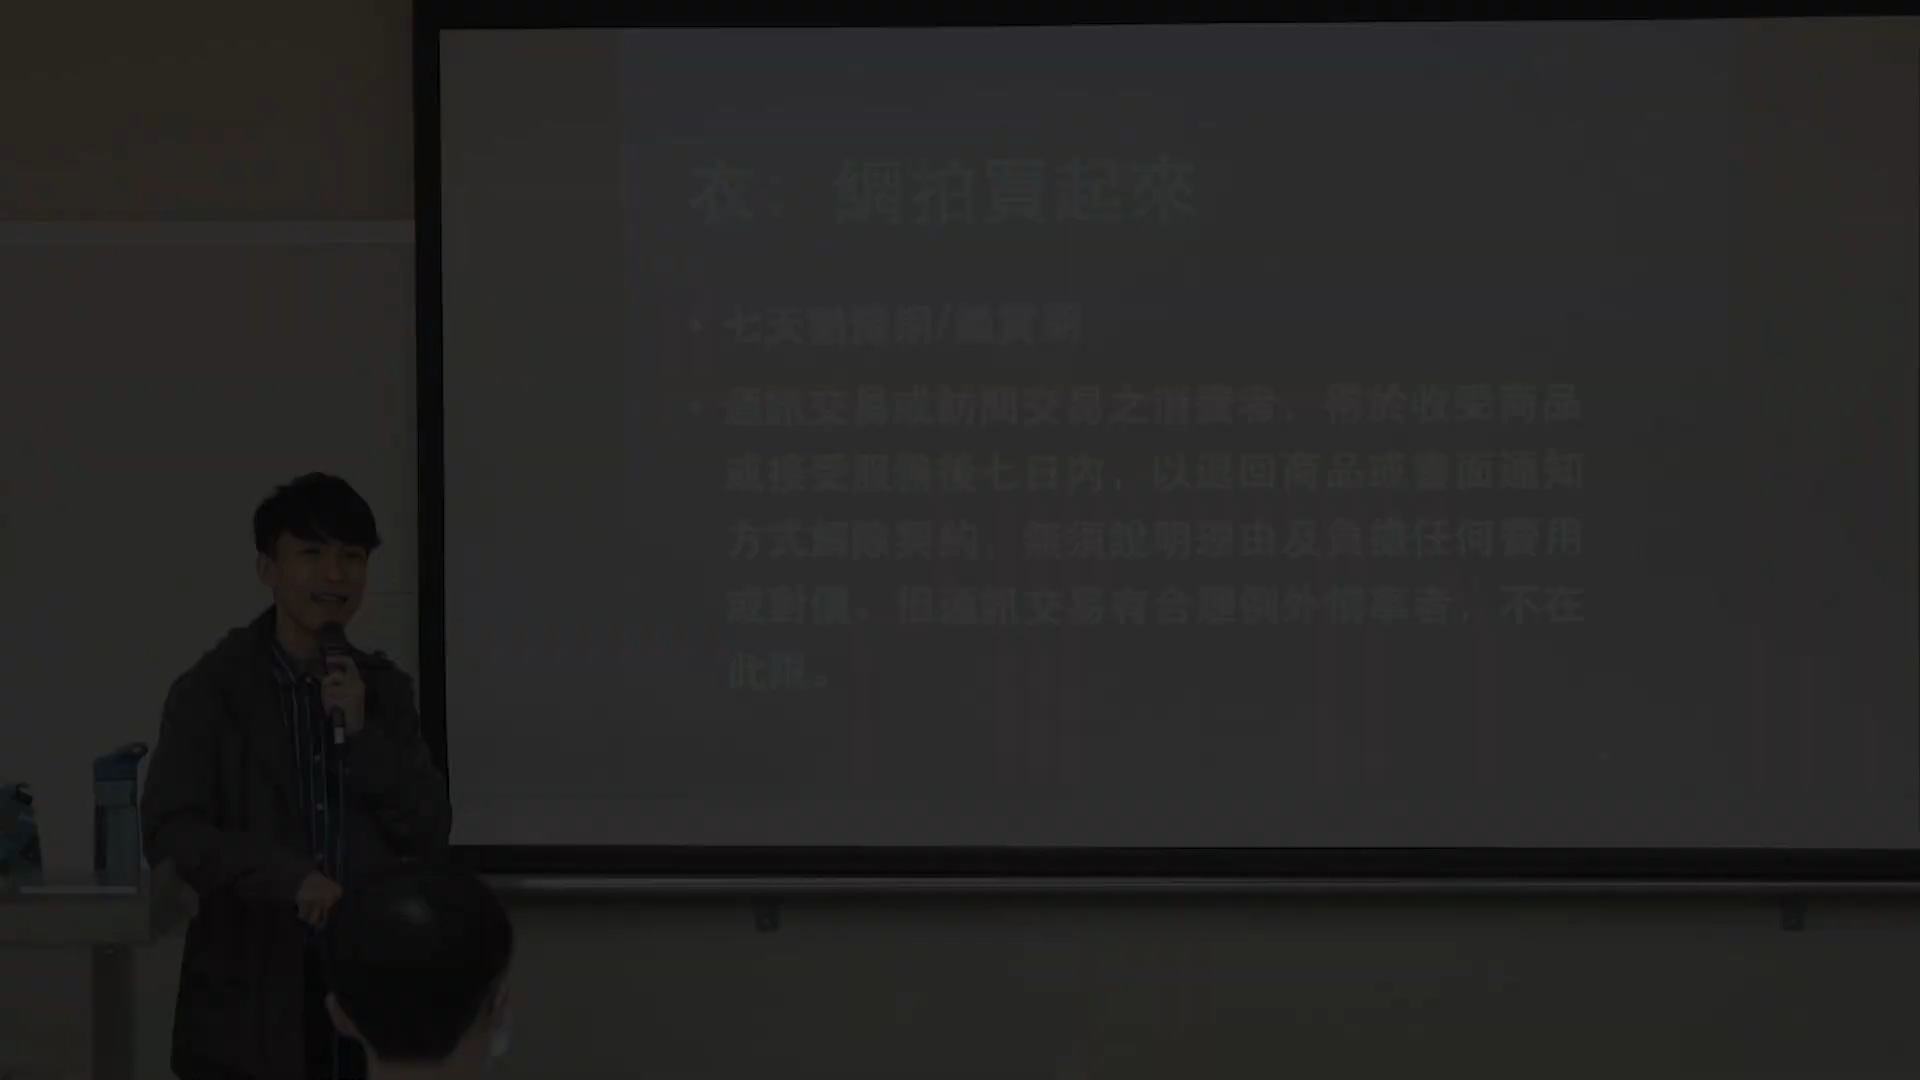 衣：網拍買起來
• 七天猶豫期/鑑賞期
• 通訊交易或訪問交易之消費者，得於收受商品
或接受服務後七日內，以退回商品或書面通知
方式解除契約，無須說明理由及負擔任何費用
或對價。但通訊交易有合理例外情事者，不在
此限。